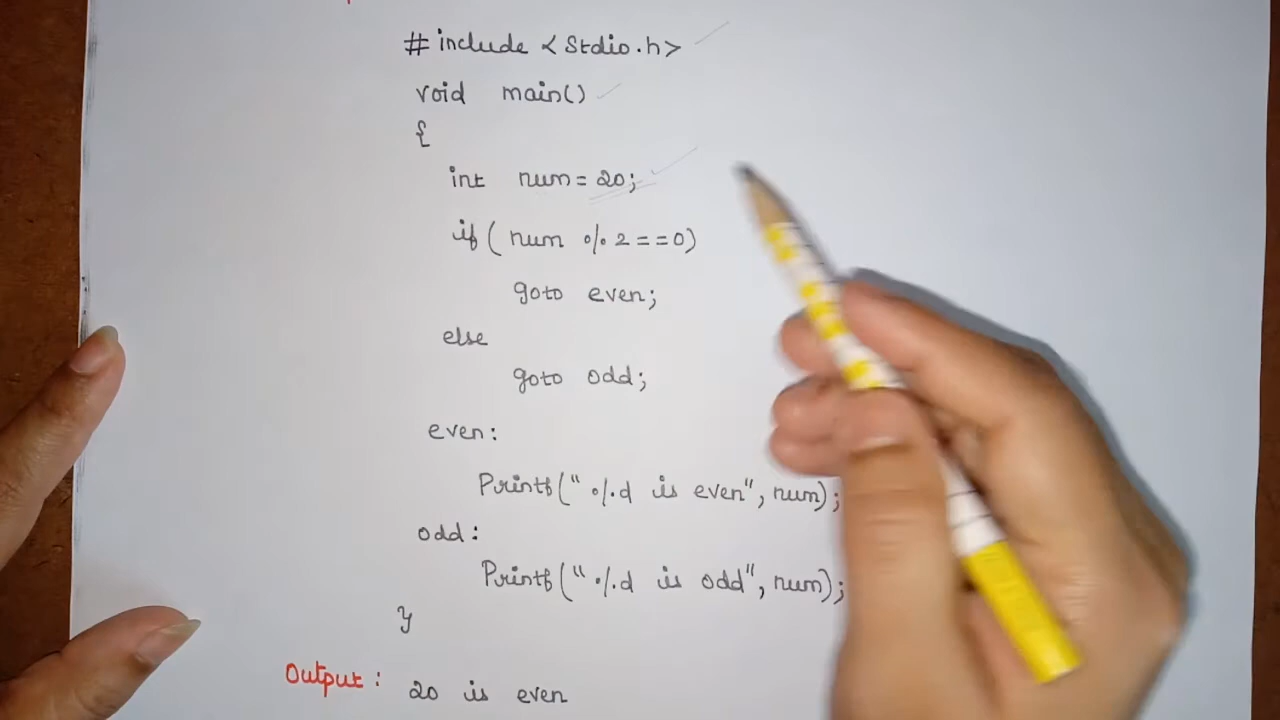 #include <Stdio.h>
void main()
{
int num=20;
if(num % 2==0)
goto even;
else
goto odd;
even:
Printf("%d is even", num);
odd:
Printf("%d is odd", num);
}
Output: 20 is even